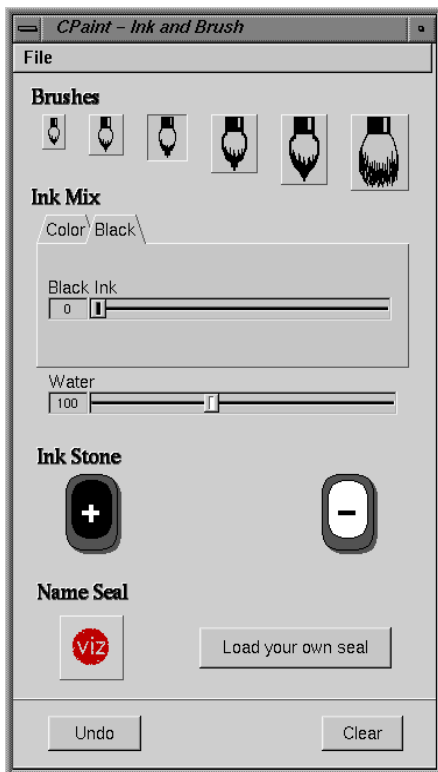 CPaint – Ink and Brush
File
Brushes
Ink Mix
Color Black
Black Ink
0
Water
100
Ink Stone
+ −
Name Seal
viz Load your own seal
Undo Clear